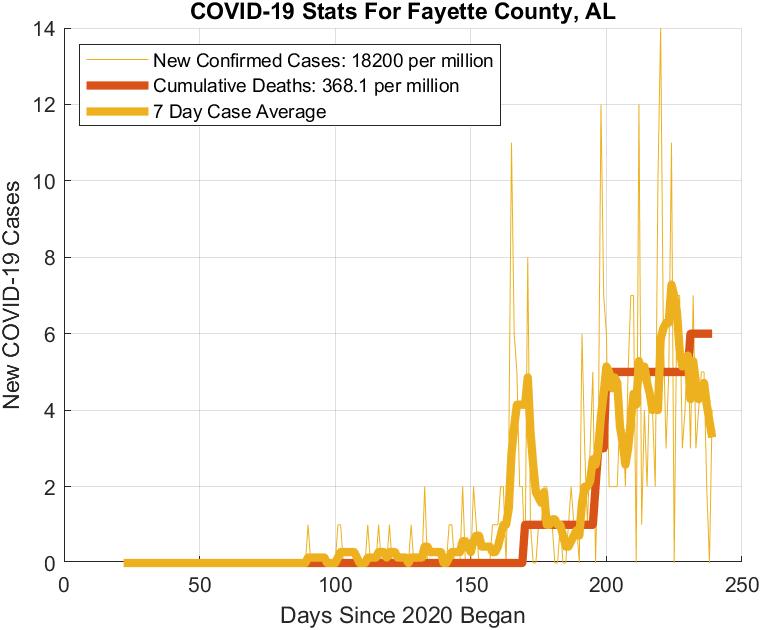 COVID-19 Stats For Fayette County, AL
New Confirmed Cases: 18200 per million
Cumulative Deaths: 368.1 per million
7 Day Case Average
New COVID-19 Cases
14
12
10
8
6
4
2
0
0 50 100 150 200 250
Days Since 2020 Began